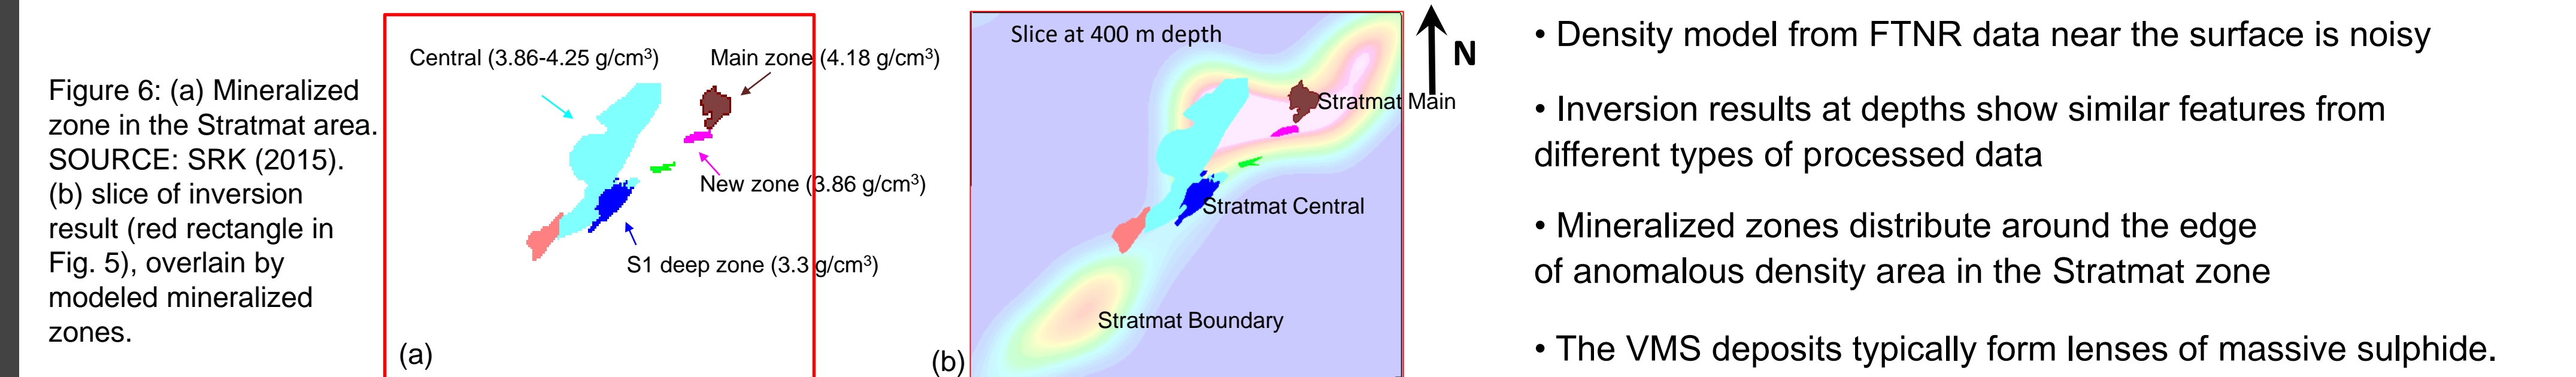 Figure 6: (a) Mineralized
zone in the Stratmat area.
SOURCE: SRK (2015).
(b) slice of inversion
result (red rectangle in
Fig. 5), overlain by
modeled mineralized
zones.
Central (3.86-4.25 g/cm³)
Main zone (4.18 g/cm³)
New zone (3.86 g/cm³)
S1 deep zone (3.3 g/cm³)
(a)
Slice at 400 m depth
Stratmat Main
Stratmat Central
Stratmat Boundary
(b)
N
• Density model from FTNR data near the surface is noisy
• Inversion results at depths show similar features from
different types of processed data
• Mineralized zones distribute around the edge
of anomalous density area in the Stratmat zone
• The VMS deposits typically form lenses of massive sulphide.